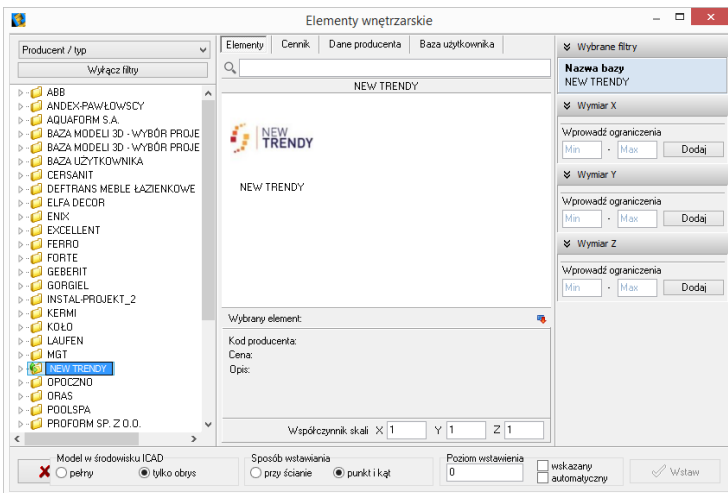 Elementy wnętrzarskie
Producent / typ
Wyłącz filtry
ABB
ANDEX-PAWŁOWSCY
AQUAFORM S.A.
BAZA MODELI 3D - WYBÓR PROJE
BAZA MODELI 3D - WYBÓR PROJE
BAZA UŻYTKOWNIKA
CERSANIT
DEFTRANS MEBLE ŁAZIENKOWE
ELFA DECOR
ENIX
EXCELLENT
FERRO
FORTE
GEBERIT
GORGIEL
INSTAL-PROJEKT_2
KERMI
KOŁO
LAUFEN
MGT
NEW TRENDY
OPOCZNO
ORAS
POOLSPA
PROFORM SP. Z O.O.
Elementy Cennik Dane producenta Baza użytkownika
NEW TRENDY
NEW
TRENDY
NEW TRENDY
Wybrany element:
Kod producenta:
Cena:
Opis:
Współczynnik skali X 1 Y 1 Z 1
Wybrane filtry
Nazwa bazy
NEW TRENDY
Wymiar X
Wprowadź ograniczenia
Min - Max Dodaj
Wymiar Y
Wprowadź ograniczenia
Min - Max Dodaj
Wymiar Z
Wprowadź ograniczenia
Min - Max Dodaj
Model w środowisku ICAD
pełny tylko obrys
Sposób wstawiania
przy ścianie punkt i kąt
Poziom wstawienia
0
wskazany
automatyczny
Wstaw